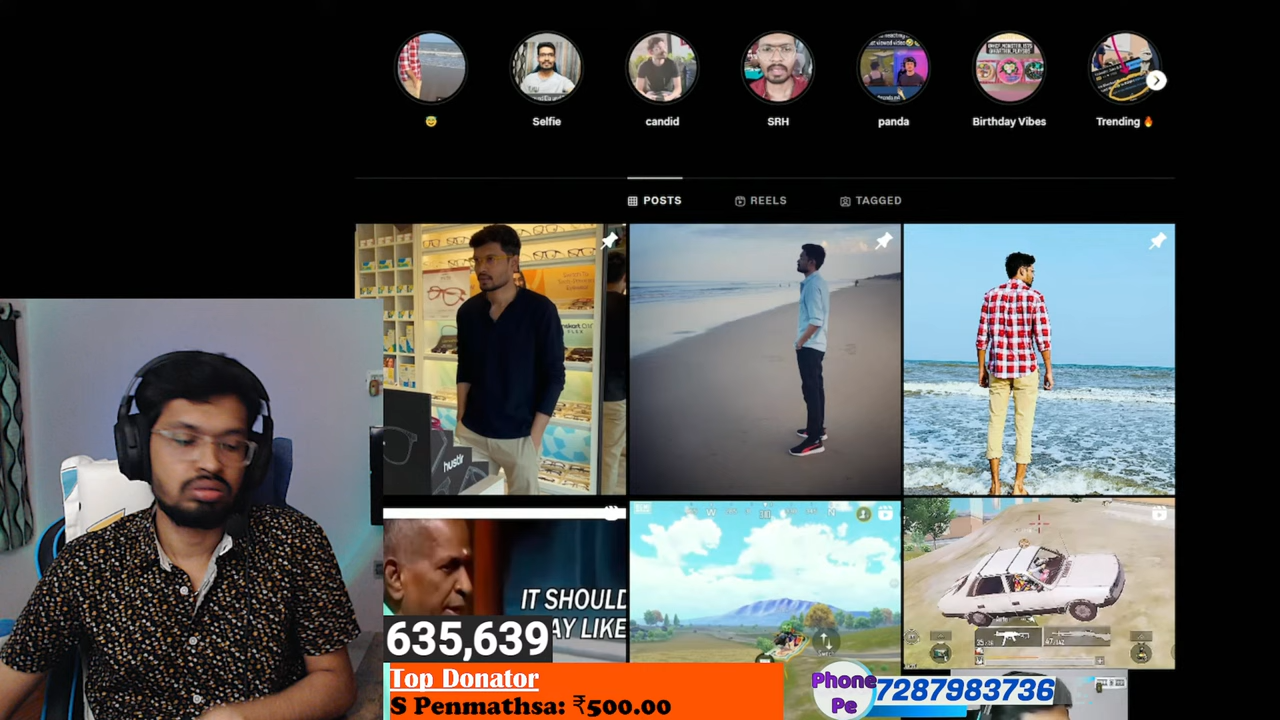 😇
Selfie
candid
SRH
panda
Birthday Vibes
Trending 🔥
POSTS
REELS
TAGGED
hustlr
IT SHOULD
AY LIKE
635,639
Top Donator
S Penmathsa: ₹500.00
Phone
Pe
7287983736